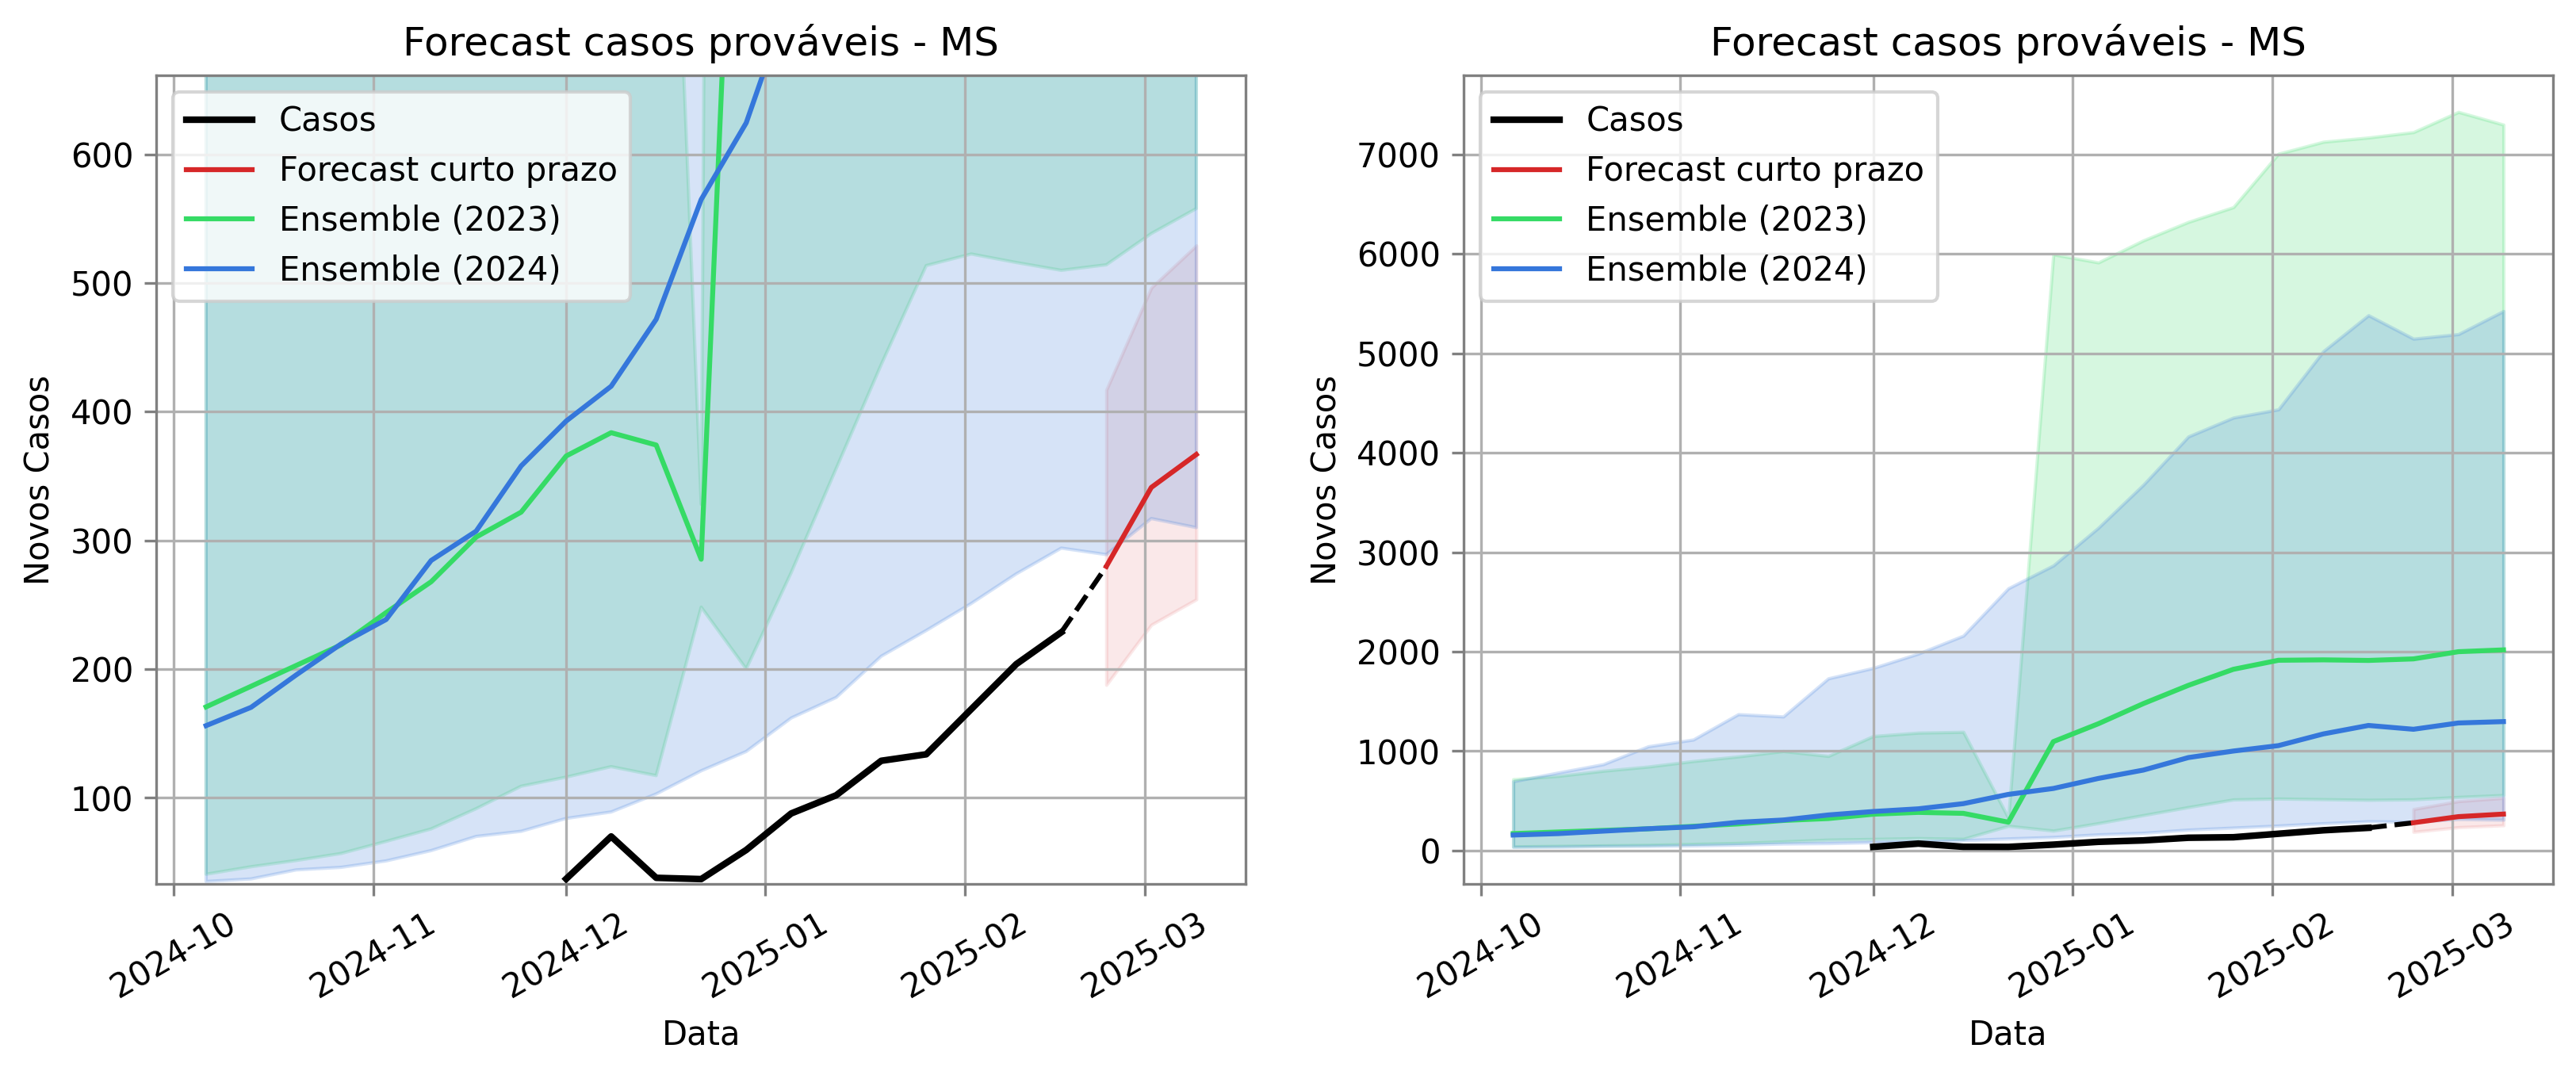 Forecast casos prováveis - MS
Novos Casos
600
500
400
300
200
100
Casos
Forecast curto prazo
Ensemble (2023)
Ensemble (2024)
2024-10
2024-11
2024-12
2025-01
2025-02
2025-03
Data
Forecast casos prováveis - MS
Novos Casos
7000
6000
5000
4000
3000
2000
1000
0
Casos
Forecast curto prazo
Ensemble (2023)
Ensemble (2024)
2024-10
2024-11
2024-12
2025-01
2025-02
2025-03
Data